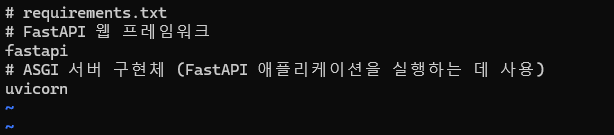 # requirements.txt
# FastAPI 웹 프레임워크
fastapi
# ASGI 서버 구현체 (FastAPI 애플리케이션을 실행하는 데 사용)
uvicorn
~
~